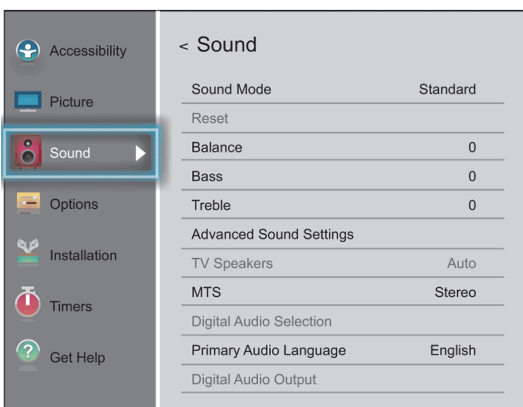 Accessibility
Picture
Sound
Options
Installation
Timers
? Get Help
< Sound
Sound Mode Standard
Reset
Balance 0
Bass 0
Treble 0
Advanced Sound Settings
TV Speakers Auto
MTS Stereo
Digital Audio Selection
Primary Audio Language English
Digital Audio Output